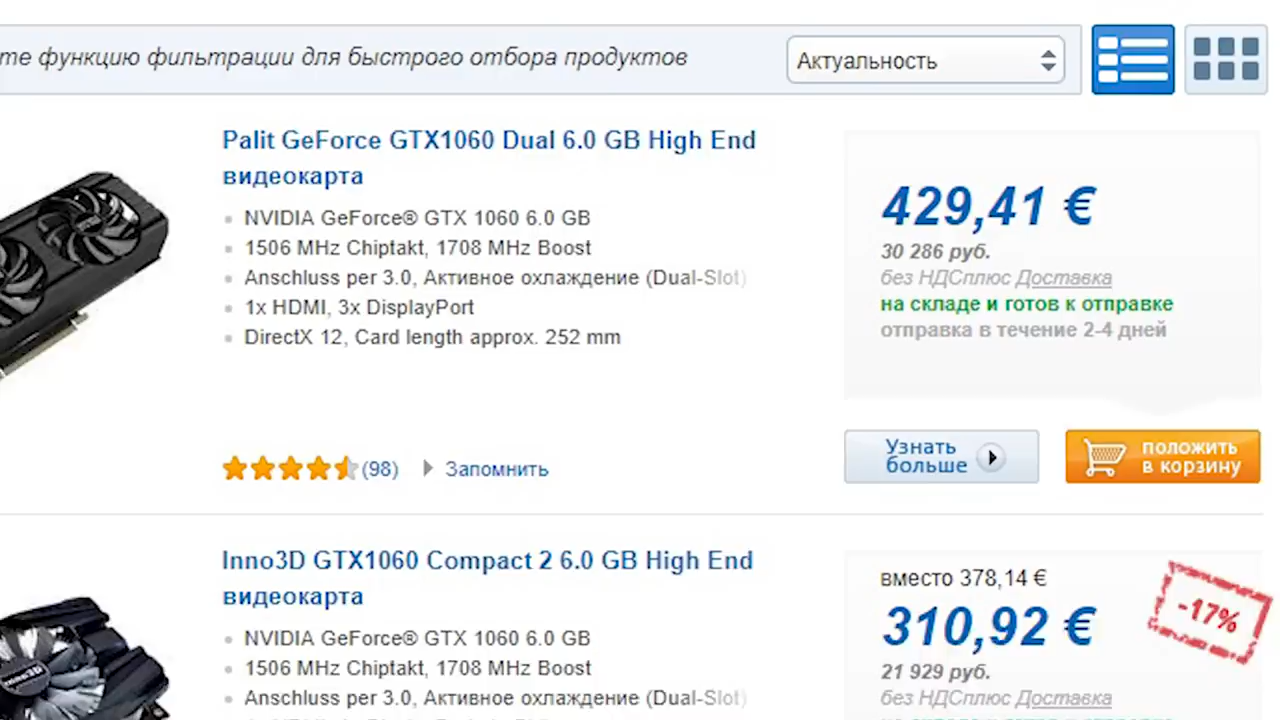 те функцию фильтрации для быстрого отбора продуктов
Актуальность
Palit GeForce GTX1060 Dual 6.0 GB High End
видеокарта
NVIDIA GeForce® GTX 1060 6.0 GB
1506 MHz Chiptakt, 1708 MHz Boost
Anschluss per 3.0, Активное охлаждение (Dual-Slot)
1x HDMI, 3x DisplayPort
DirectX 12, Card length approx. 252 mm
(98)
Запомнить
429,41 €
30 286 руб.
без НДСплюс Доставка
на складе и готов к отправке
отправка в течение 2-4 дней
Узнать
больше
положить
в корзину
Inno3D GTX1060 Compact 2 6.0 GB High End
видеокарта
NVIDIA GeForce® GTX 1060 6.0 GB
1506 MHz Chiptakt, 1708 MHz Boost
Anschluss per 3.0, Активное охлаждение (Dual-Slot)
inno3D
вместо 378,14 €
310,92 €
-17%
21 929 руб.
без НДСплюс Доставка